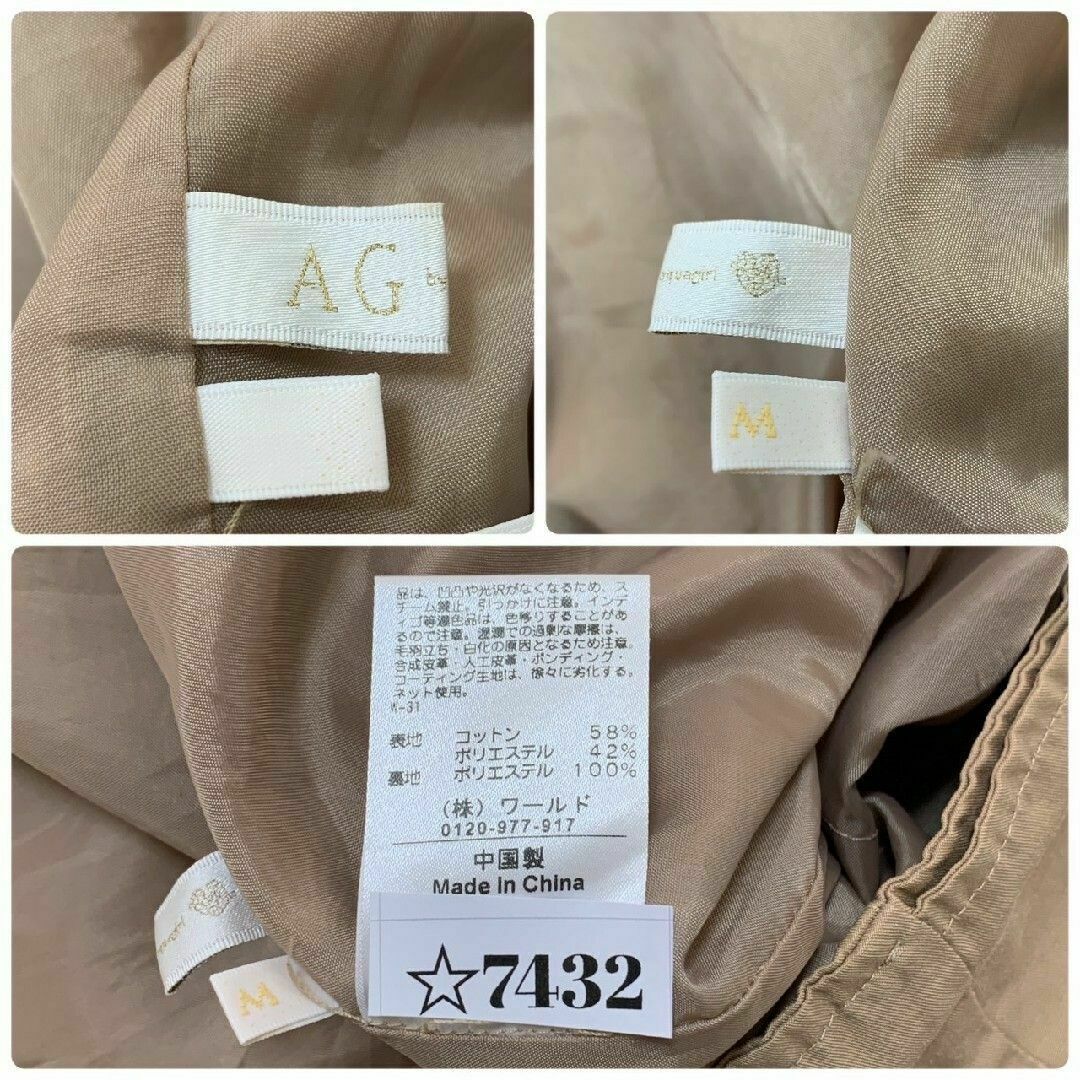 AG
aquagirl
M
品は、凹凸や光沢がなくなるため、ス
チーム禁止。引っかけに注意。インディ
ゴ等濃色品は、色移りすることがあ
るので注意。湿潤での過剰な摩擦は、
毛羽立ち・白化の原因となるため注意。
合成皮革・人工皮革・ボンディング・
コーティング生地は、徐々に劣化する。
ネット使用。
K-31
表地 コットン 58%
ポリエステル 42%
裏地 ポリエステル 100%
(株) ワールド
0120-977-917
中国製
Made in China
M
☆7432